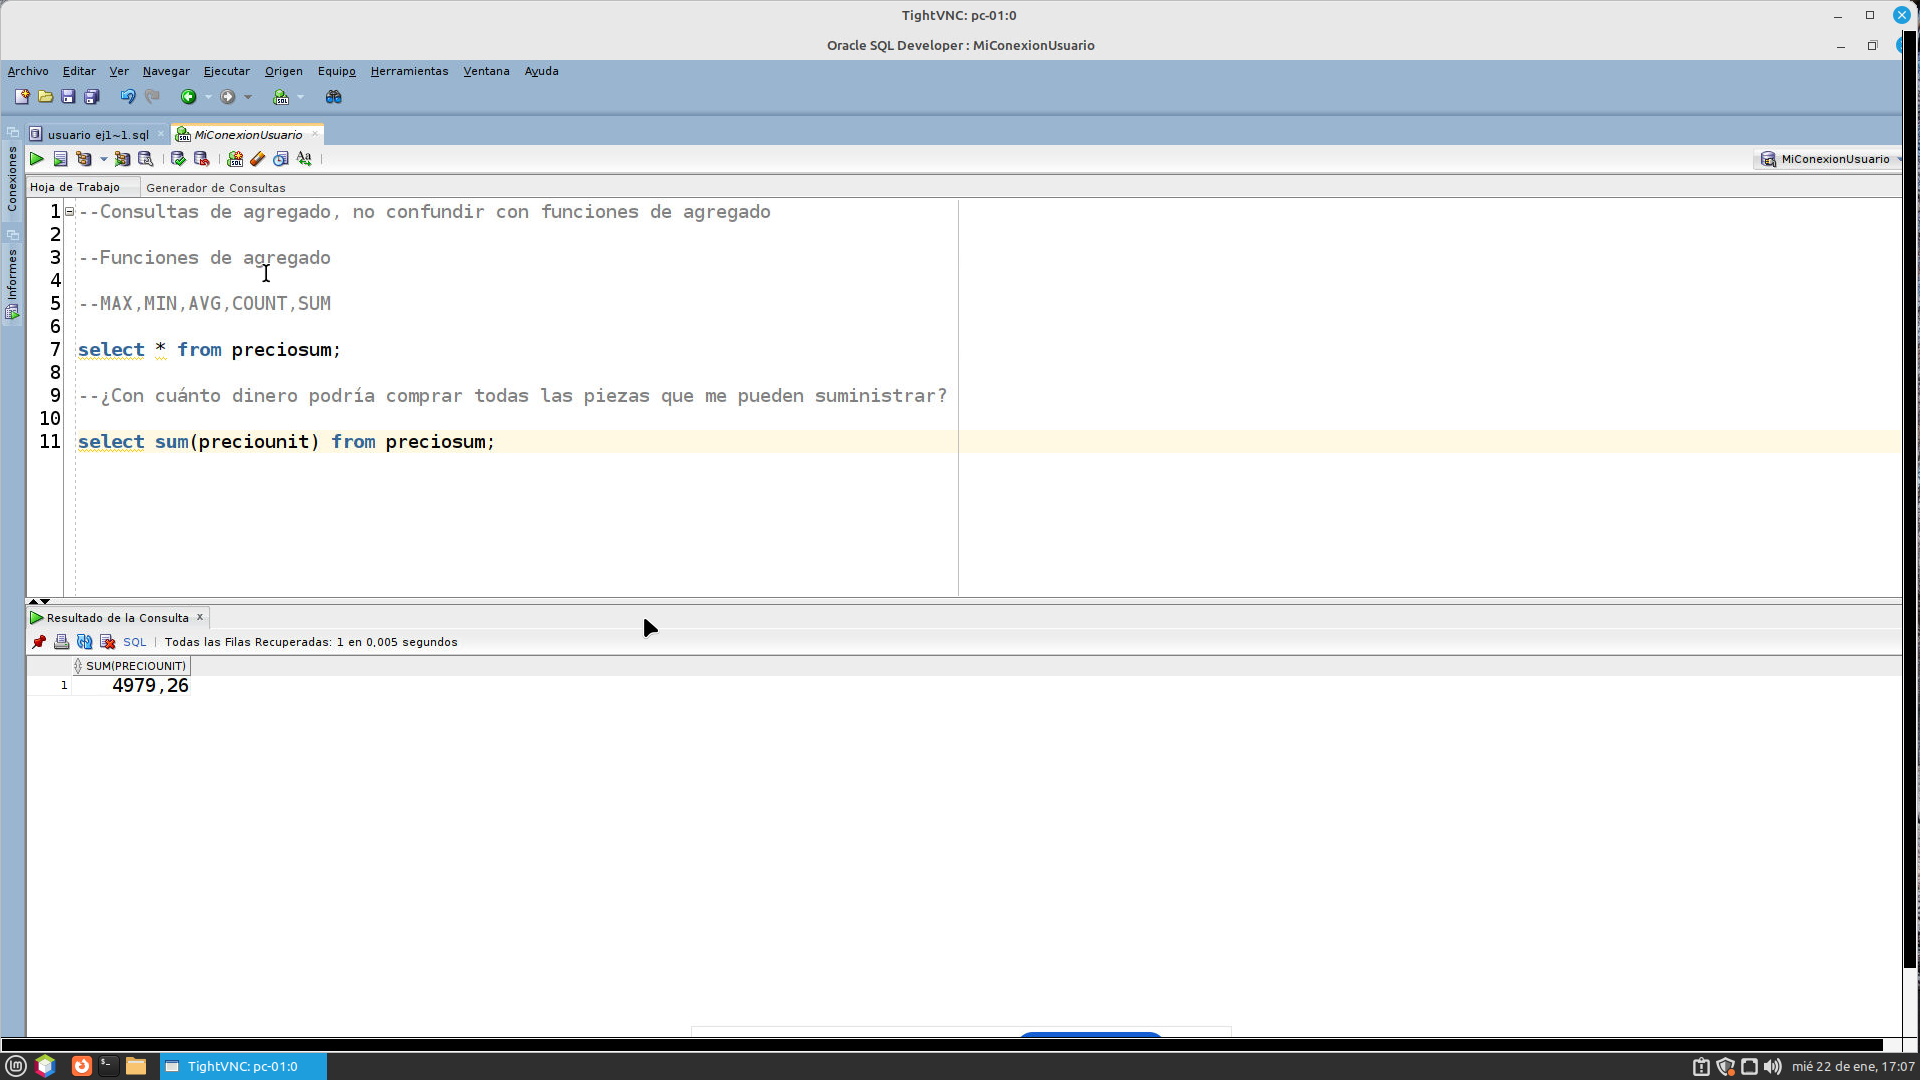 TightVNC: pc-01:0
Oracle SQL Developer : MiConexionUsuario
Archivo Editar Ver Navegar Ejecutar Origen Equipo Herramientas Ventana Ayuda
usuario ej1~1.sql MiConexionUsuario
MiConexionUsuario
Hoja de Trabajo Generador de Consultas
Conexiones
Informes
1 --Consultas de agregado, no confundir con funciones de agregado
2
3 --Funciones de agregado
4
5 --MAX,MIN,AVG,COUNT,SUM
6
7 select * from preciosum;
8
9 --¿Con cuánto dinero podría comprar todas las piezas que me pueden suministrar?
10
11 select sum(preciounit) from preciosum;
Resultado de la Consulta x
SQL | Todas las Filas Recuperadas: 1 en 0,005 segundos
SUM(PRECIOUNIT)
1 4979,26
TightVNC: pc-01:0
mié 22 de ene, 17:07